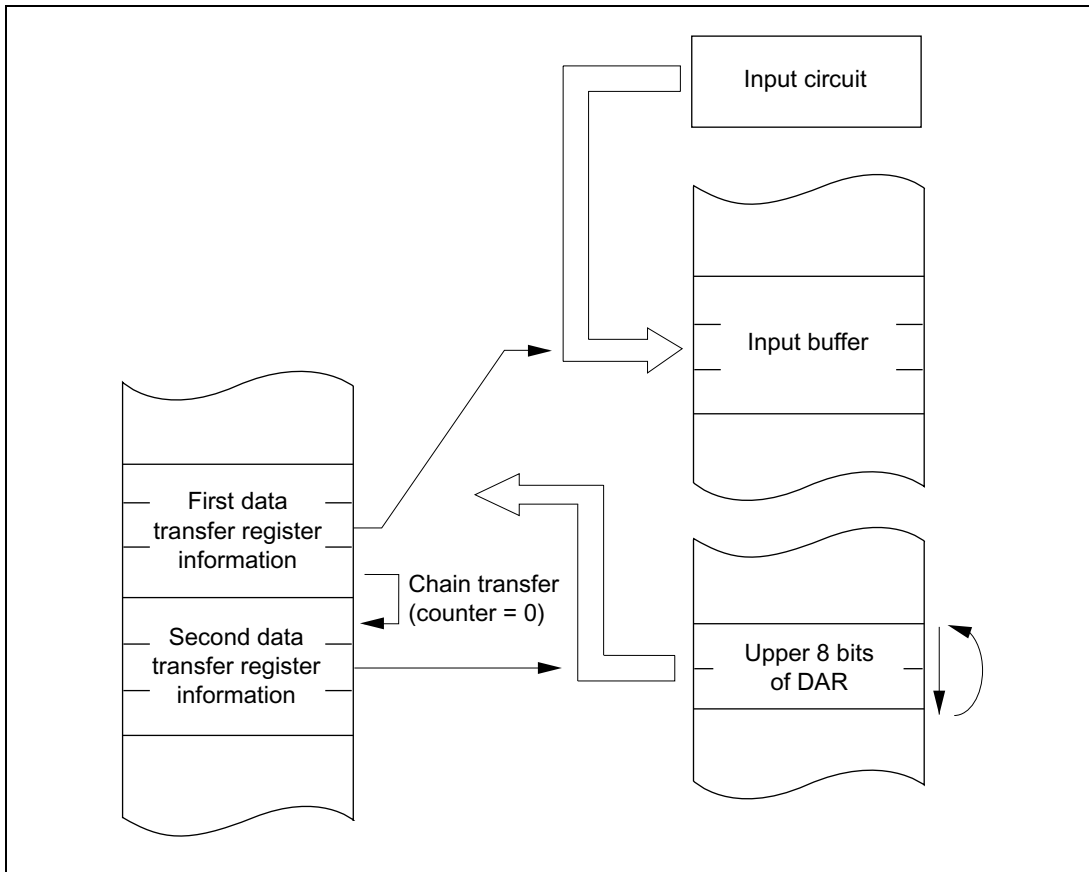 Input circuit
Input buffer
First data
transfer register
information
Chain transfer
(counter = 0)
Second data
transfer register
information
Upper 8 bits
of DAR